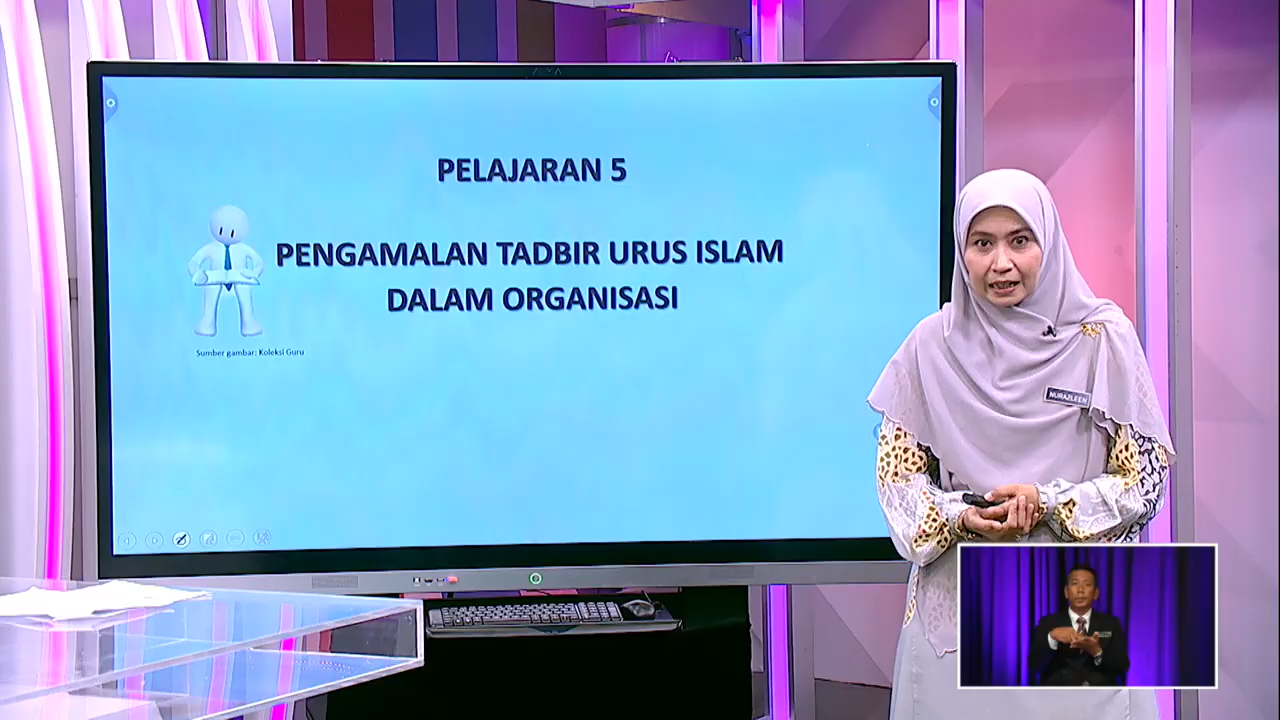 PELAJARAN 5
PENGAMALAN TADBIR URUS ISLAM
DALAM ORGANISASI
Sumber gambar: Koleksi Guru
NURAZLEEN